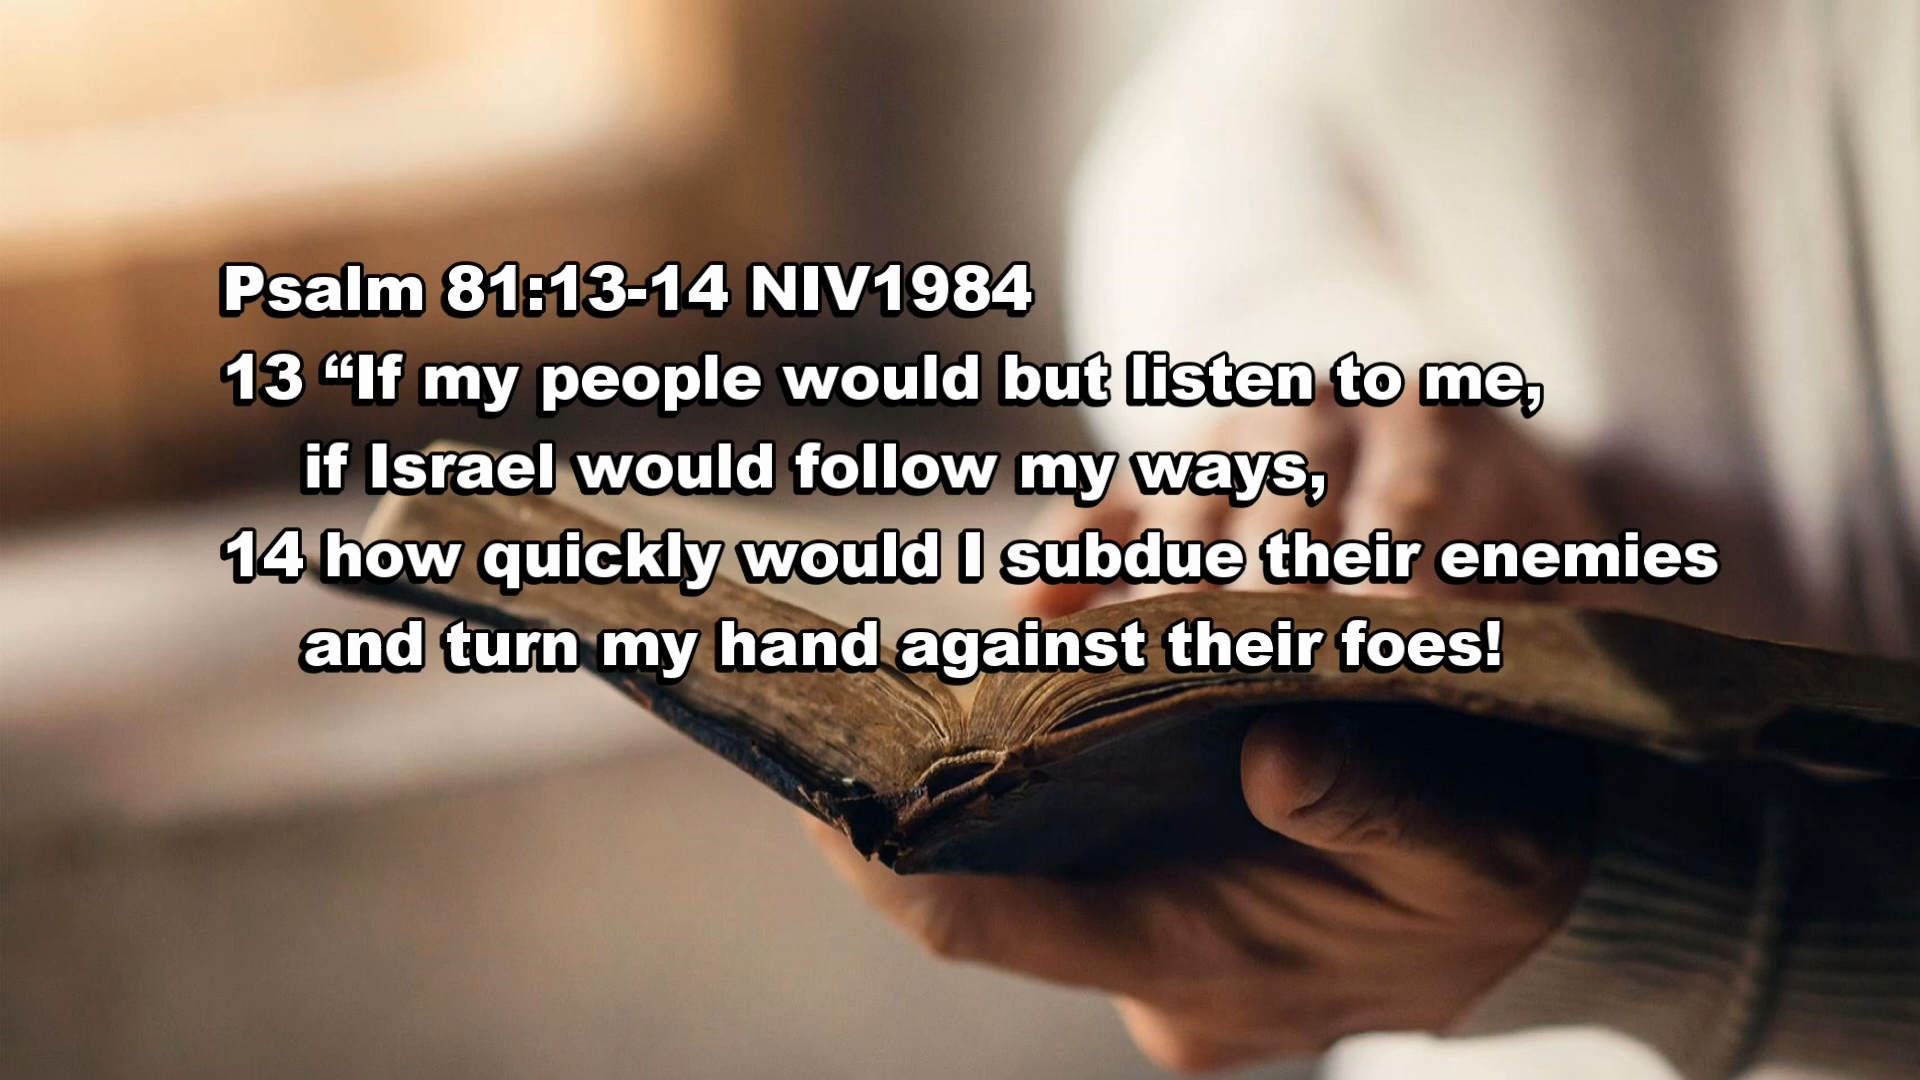 Psalm 81:13-14 NIV1984
13 “If my people would but listen to me,
if Israel would follow my ways,
14 how quickly would I subdue their enemies
and turn my hand against their foes!